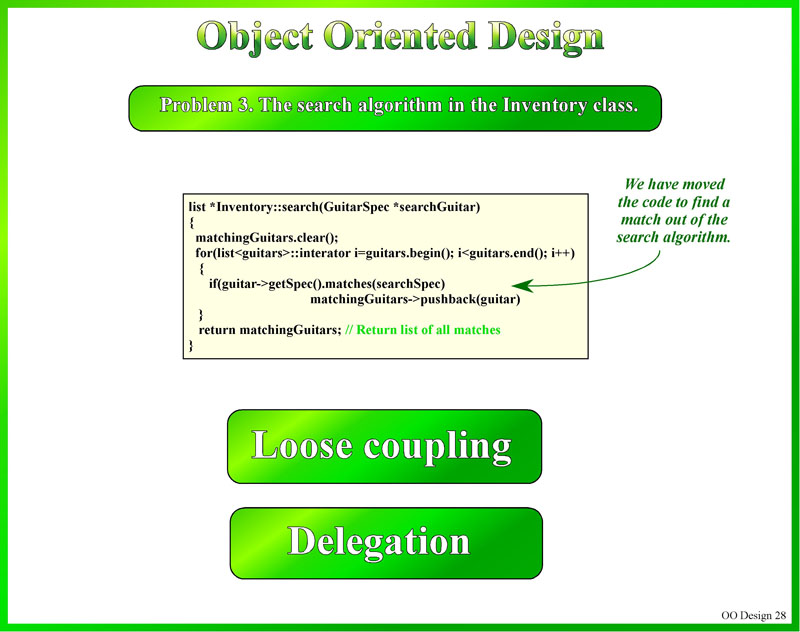 Object Oriented Design
Problem 3. The search algorithm in the Inventory class.
We have moved
the code to find a
match out of the
search algorithm.
list *Inventory::search(GuitarSpec *searchGuitar)
{
matchingGuitars.clear();
for(list<guitars>::interator i=guitars.begin(); i<guitars.end(); i++)
{
if(guitar->getSpec().matches(searchSpec)
matchingGuitars->pushback(guitar)
}
return matchingGuitars; // Return list of all matches
}
Loose coupling
Delegation
OO Design 28